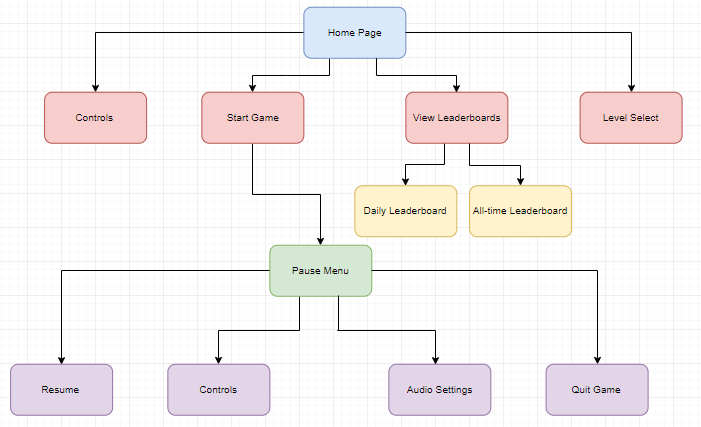 Home Page
Controls
Start Game
View Leaderboards
Level Select
Daily Leaderboard
All-time Leaderboard
Pause Menu
Resume
Controls
Audio Settings
Quit Game